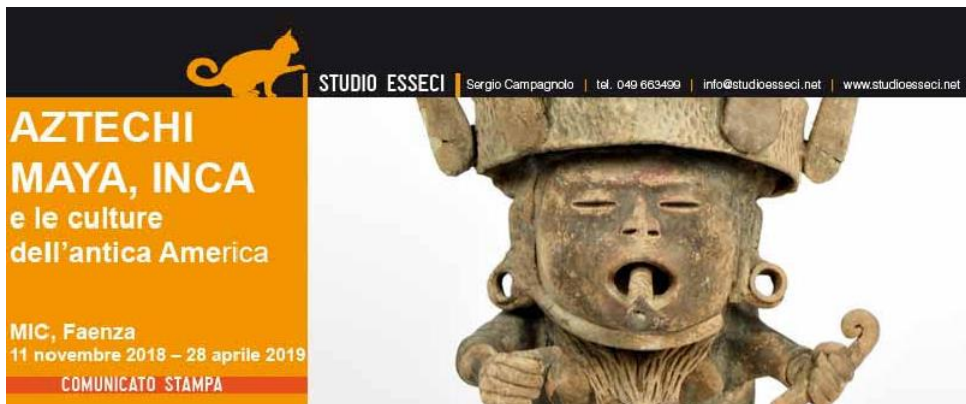 STUDIO ESSECI | Sergio Campagnolo | tel. 049 663499 | info@studioesseci.net | www.studioesseci.net
AZTECHI
MAYA, INCA
e le culture
dell'antica America
MIC, Faenza
11 novembre 2018 – 28 aprile 2019
COMUNICATO STAMPA